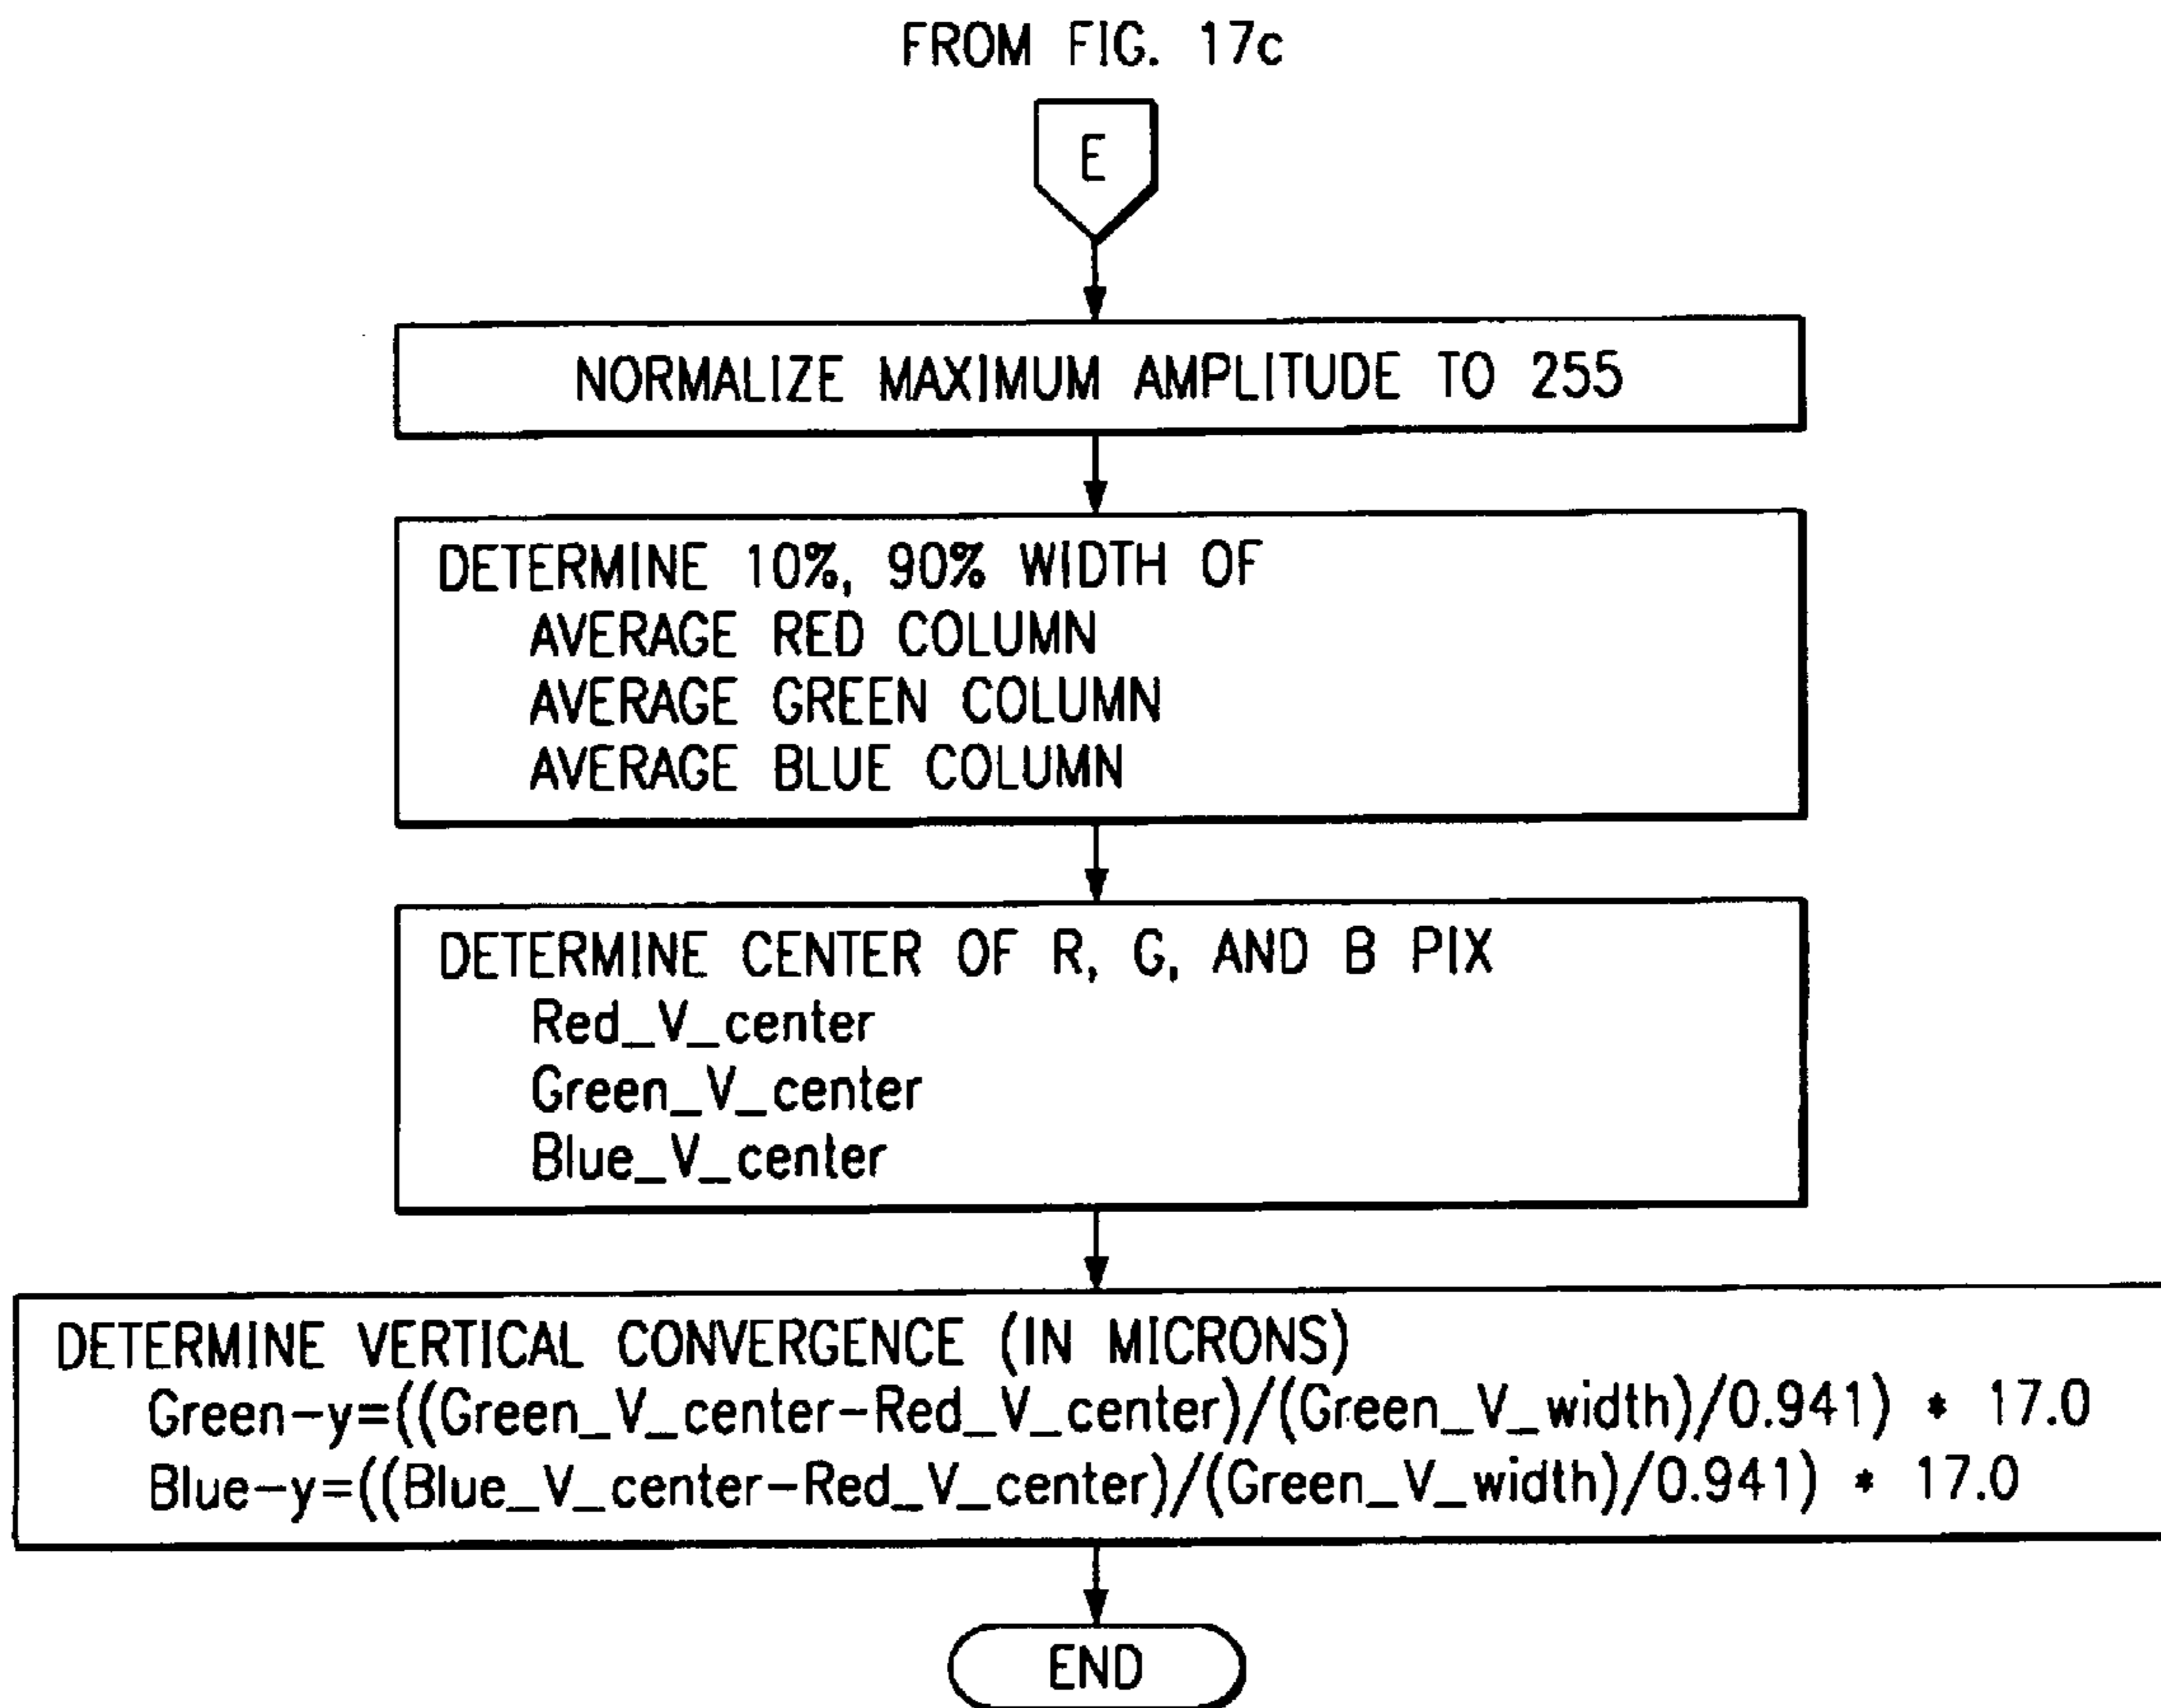 FROM FIG. 17c
E
NORMALIZE MAXIMUM AMPLITUDE TO 255
DETERMINE 10%, 90% WIDTH OF
AVERAGE RED COLUMN
AVERAGE GREEN COLUMN
AVERAGE BLUE COLUMN
DETERMINE CENTER OF R, G, AND B PIX
Red_V_center
Green_V_center
Blue_V_center
DETERMINE VERTICAL CONVERGENCE (IN MICRONS)
Green-y=((Green_V_center-Red_V_center)/(Green_V_width)/0.941) * 17.0
Blue-y=((Blue_V_center-Red_V_center)/(Green_V_width)/0.941) * 17.0
END